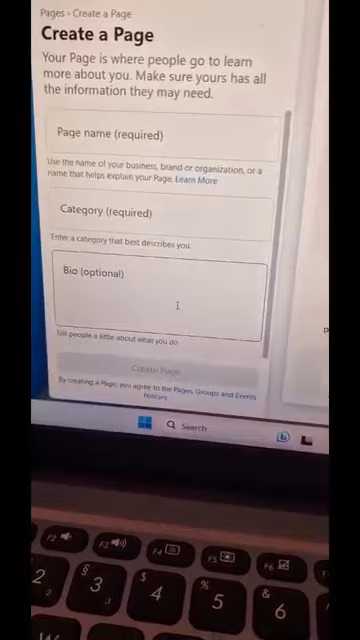 Pages › Create a Page
Create a Page
Your Page is where people go to learn
more about you. Make sure yours has all
the information they may need.
Page name (required)
Use the name of your business, brand or organization, or a
name that helps explain your Page. Learn More
Category (required)
Enter a category that best describes you.
Bio (optional)
Tell people a little about what you do.
Create Page
By creating a Page, you agree to the Pages, Groups and Events
Policies
Search
F2 F3 F4 F5 F6 F
2 2 § 3 3 $ 4 % 5 & 6
W